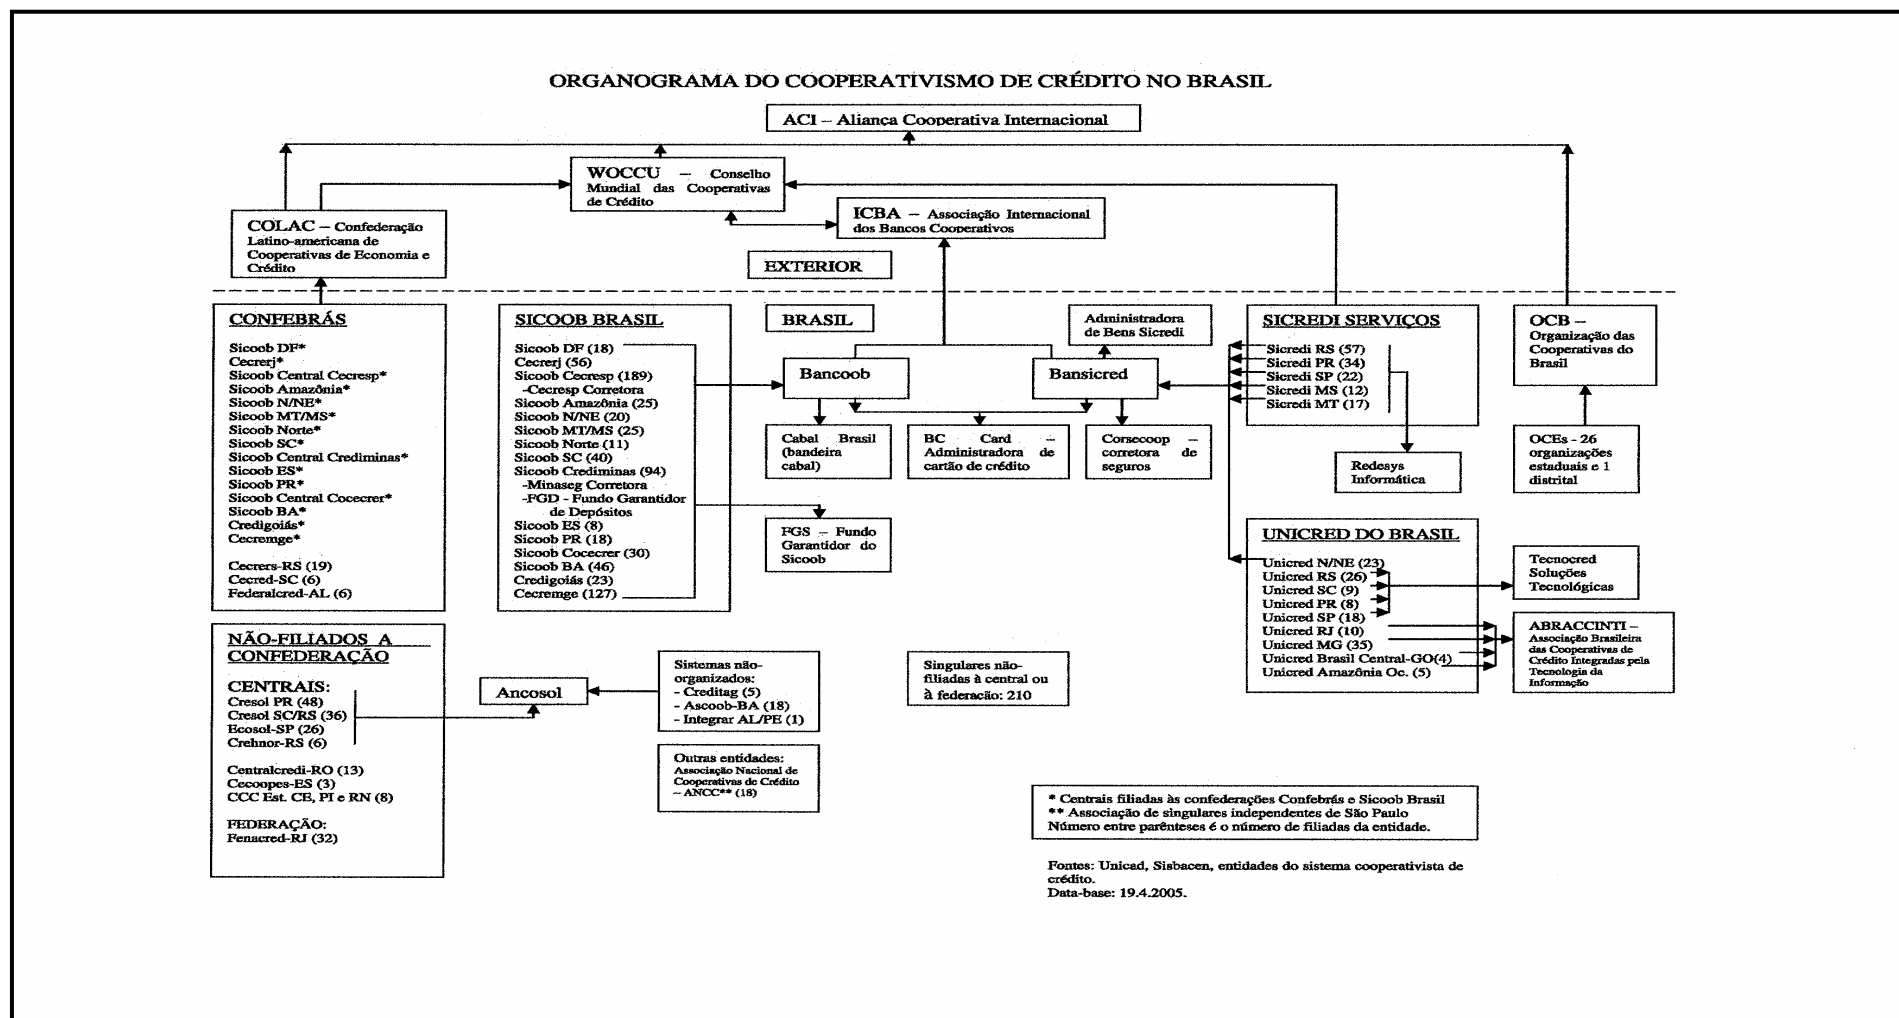 ORGANOGRAMA DO COOPERATIVISMO DE CRÉDITO NO BRASIL
ACI – Aliança Cooperativa Internacional
WOCCU – Conselho
Mundial das Cooperativas
de Crédito
COLAC – Confederação
Latino-americana de
Cooperativas de Economia e
Crédito
ICBA – Associação Internacional
dos Bancos Cooperativos
EXTERIOR
CONFEBRÁS
Sicoob DF*
Cecrerj*
Sicoob Central Cecresp*
Sicoob Amazônia*
Sicoob N/NE*
Sicoob MT/MS*
Sicoob Norte*
Sicoob SC*
Sicoob Central Crediminas*
Sicoob ES*
Sicoob PR*
Sicoob Central Cocecrer*
Sicoob BA*
Credigoiás*
Cecremge*
Cecrers-RS (19)
Cecred-SC (6)
Federalcred-AL (6)
SICOOB BRASIL
Sicoob DF (18)
Cecrerj (56)
Sicoob Cecresp (189)
-Cecresp Corretora
Sicoob Amazônia (25)
Sicoob N/NE (20)
Sicoob MT/MS (25)
Sicoob Norte (11)
Sicoob SC (40)
Sicoob Crediminas (94)
-Minaseg Corretora
-FGD - Fundo Garantidor
de Depósitos
Sicoob ES (8)
Sicoob PR (18)
Sicoob Cocecrer (30)
Sicoob BA (46)
Credigoiás (23)
Cecremge (127)
BRASIL
Administradora
de Bens Sicredi
Bancoob
Bansicred
Cabal Brasil
(bandeira
cabal)
BC Card –
Administradora de
cartão de crédito
Corsecoop –
corretora de
seguros
FGS – Fundo
Garantidor do
Sicoob
SICREDI SERVIÇOS
Sicredi RS (57)
Sicredi PR (34)
Sicredi SP (22)
Sicredi MS (12)
Sicredi MT (17)
Redesys
Informática
OCB –
Organização das
Cooperativas do
Brasil
OCEs - 26
organizações
estaduais e 1
distrital
UNICRED DO BRASIL
Unicred N/NE (23)
Unicred RS (26)
Unicred SC (9)
Unicred PR (8)
Unicred SP (18)
Unicred RJ (10)
Unicred MG (35)
Unicred Brasil Central-GO(4)
Unicred Amazônia Oc. (5)
Tecnocred
Soluções
Tecnológicas
ABRACCINTI –
Associação Brasileira
das Cooperativas de
Crédito Integradas pela
Tecnologia da
Informação
NÃO-FILIADOS A
CONFEDERAÇÃO
CENTRAIS:
Cresol PR (48)
Cresol SC/RS (36)
Ecosol-SP (26)
Crehnor-RS (6)
Centralcredi-RO (13)
Cecoopes-ES (3)
CCC Est. CE, PI e RN (8)
FEDERAÇÃO:
Fenacred-RJ (32)
Ancosol
Sistemas não-
organizados:
- Creditag (5)
- Ascoob-BA (18)
- Integrar AL/PE (1)
Singulares não-
filiadas à central ou
à federação: 210
Outras entidades:
Associação Nacional de
Cooperativas de Crédito
– ANCC** (18)
* Centrais filiadas às confederações Confebrás e Sicoob Brasil
** Associação de singulares independentes de São Paulo
Número entre parênteses é o número de filiadas da entidade.
Fontes: Unicad, Sisbacen, entidades do sistema cooperativista de
crédito.
Data-base: 19.4.2005.